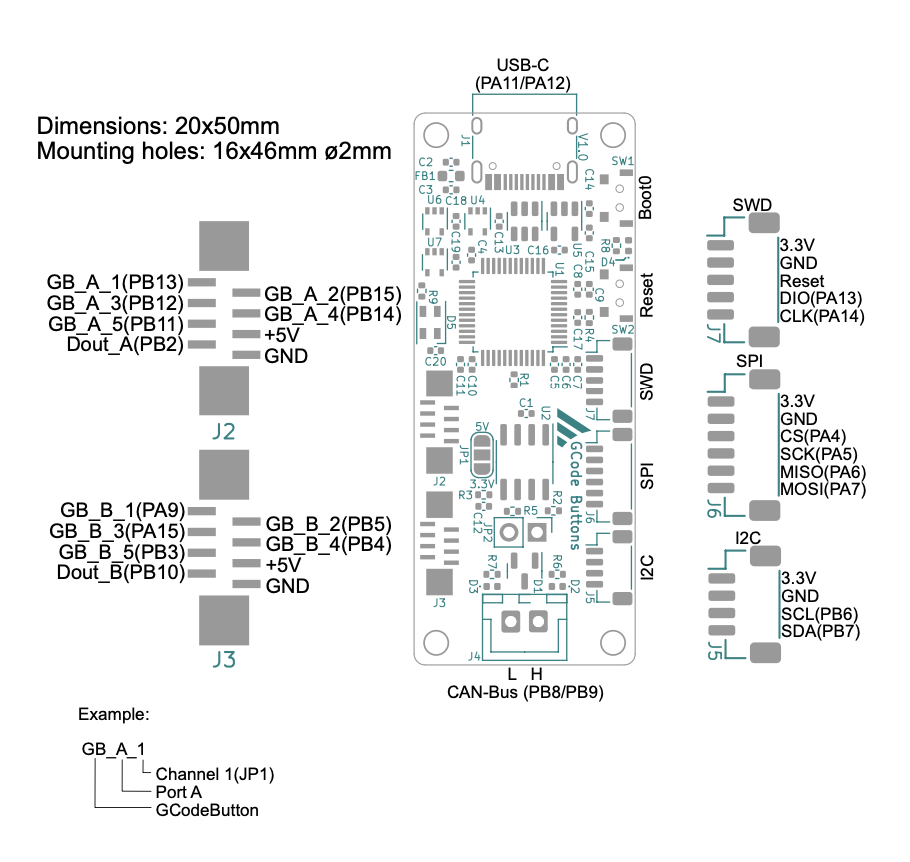 USB-C
(PA11/PA12)
Dimensions: 20x50mm
Mounting holes: 16x46mm ø2mm
GB_A_1(PB13)
GB_A_3(PB12)
GB_A_5(PB11)
Dout_A(PB2)
GB_A_2(PB15)
GB_A_4(PB14)
+5V
GND
J2
GB_B_1(PA9)
GB_B_3(PA15)
GB_B_5(PB3)
Dout_B(PB10)
GB_B_2(PB5)
GB_B_4(PB4)
+5V
GND
J3
J1
V1.0
C2
FB1
C3
SW1
C14
Boot0
U6
C18
U4
U7
C19
C4
C13
U3
C16
U5
C15
R8
D4
U1
C8
C9
Reset
R9
D5
C17
R4
SW2
C20
C11
C10
R1
C5
C6
C7
SWD
J7
C1
U2
5V
JP1
3.3V
J2
GCode Buttons
SPI
J6
R3
C12
R2
R5
JP2
J3
R7
D3
R6
D1
D2
I2C
J5
J4
L H
CAN-Bus (PB8/PB9)
SWD
3.3V
GND
Reset
DIO(PA13)
CLK(PA14)
J7
SPI
3.3V
GND
CS(PA4)
SCK(PA5)
MISO(PA6)
MOSI(PA7)
J6
I2C
3.3V
GND
SCL(PB6)
SDA(PB7)
J5
Example:
GB_A_1
Channel 1(JP1)
Port A
GCodeButton